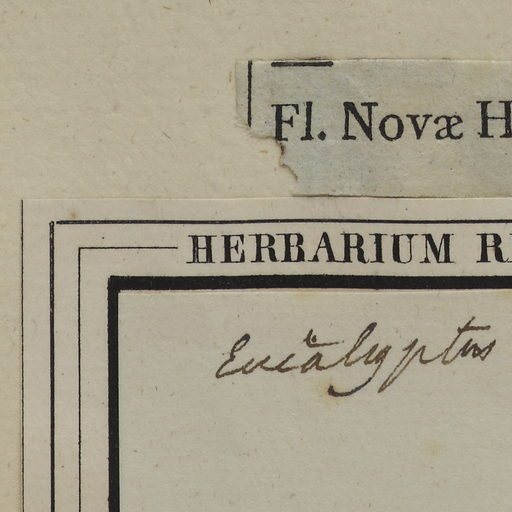 Fl. Novæ H
HERBARIUM R
Eucalyptus